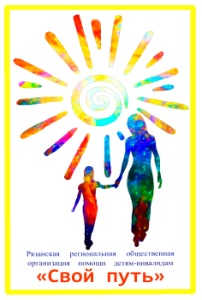 Рязанская региональная общественная
организация помощи детям-инвалидам
«Свой путь»